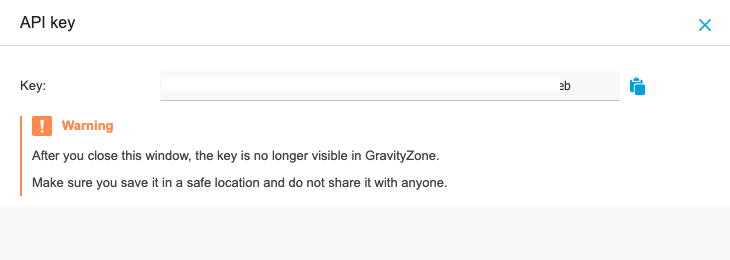 API key
Key:
eb
Warning
After you close this window, the key is no longer visible in GravityZone.
Make sure you save it in a safe location and do not share it with anyone.